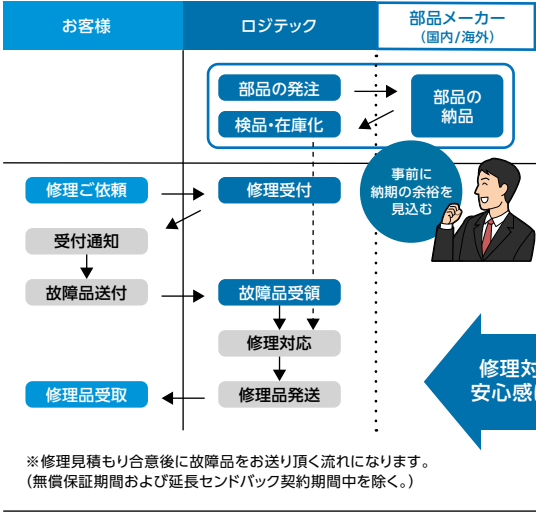 お客様
ロジテック
部品メーカー
(国内/海外)
部品の発注
部品の
納品
検品・在庫化
事前に
納期の余裕を
見込む
修理ご依頼
修理受付
受付通知
故障品送付
故障品受領
修理対応
修理品受取
修理品発送
修理対
安心感
※修理見積もり合意後に故障品をお送り頂く流れになります。
(無償保証期間および延長センドバック契約期間中を除く。)